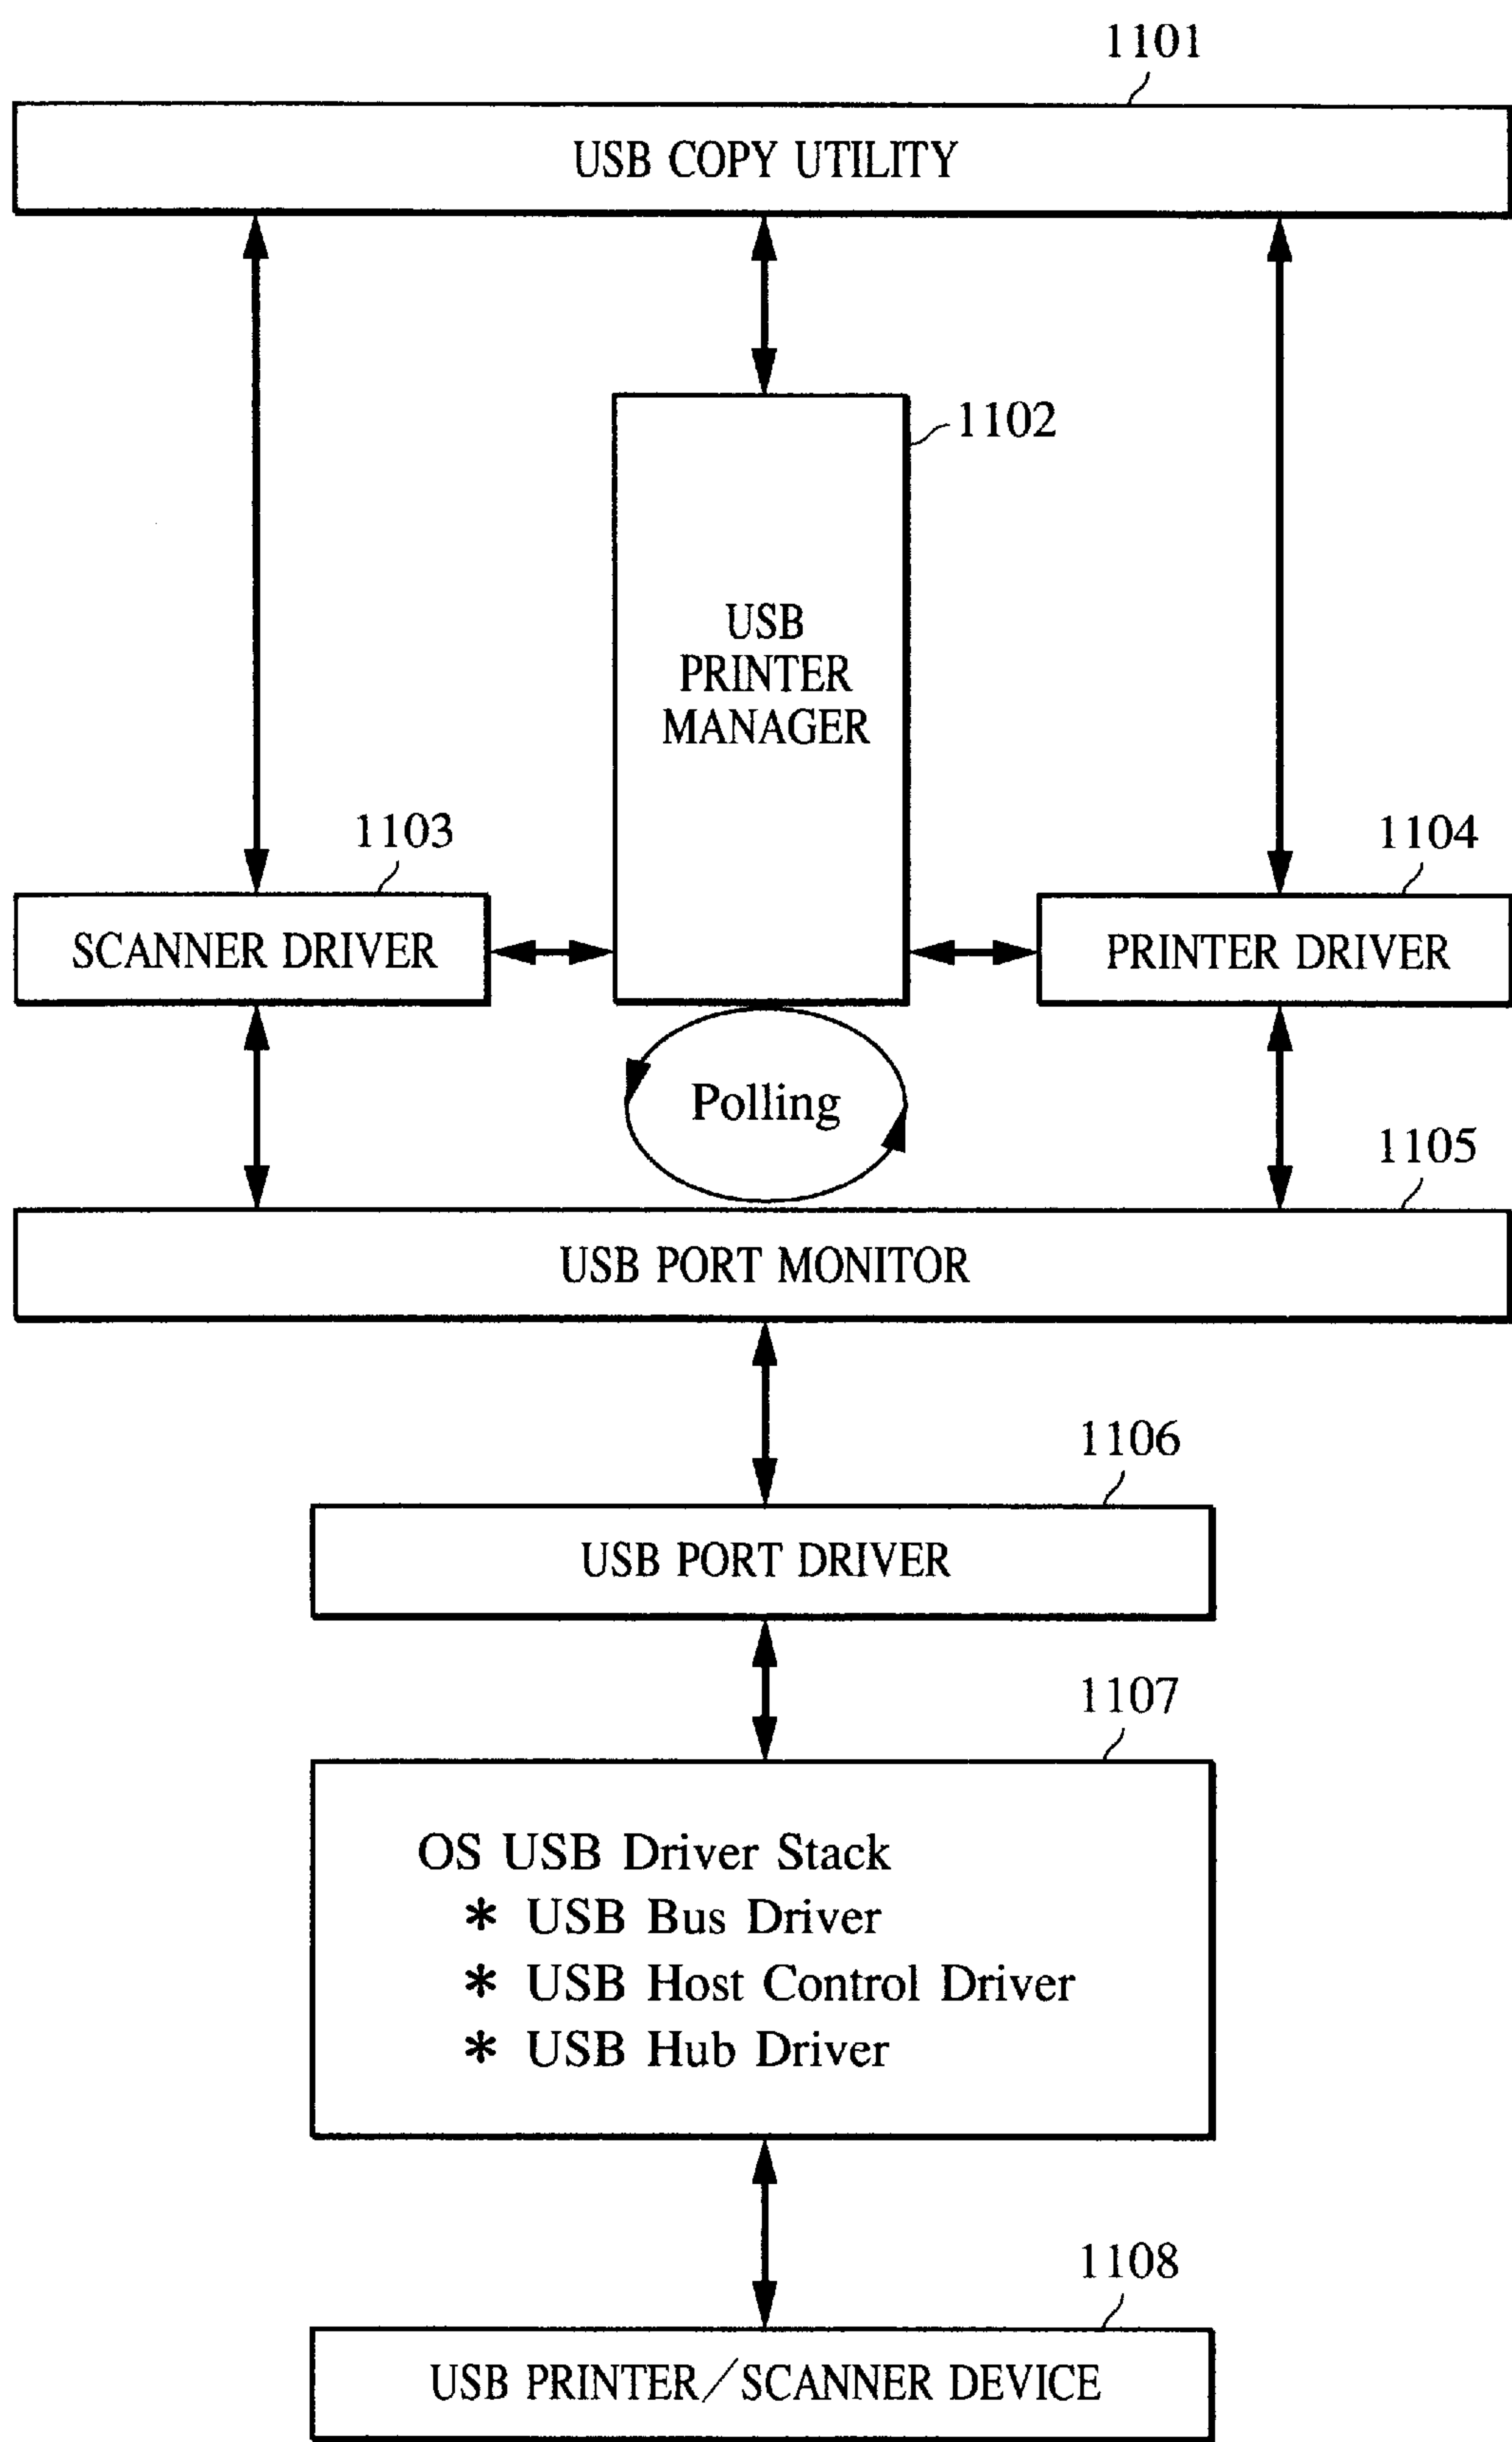 1101
USB COPY UTILITY
1102
USB
PRINTER
MANAGER
1103
1104
SCANNER DRIVER
PRINTER DRIVER
Polling
1105
USB PORT MONITOR
1106
USB PORT DRIVER
1107
OS USB Driver Stack
* USB Bus Driver
* USB Host Control Driver
* USB Hub Driver
1108
USB PRINTER/SCANNER DEVICE